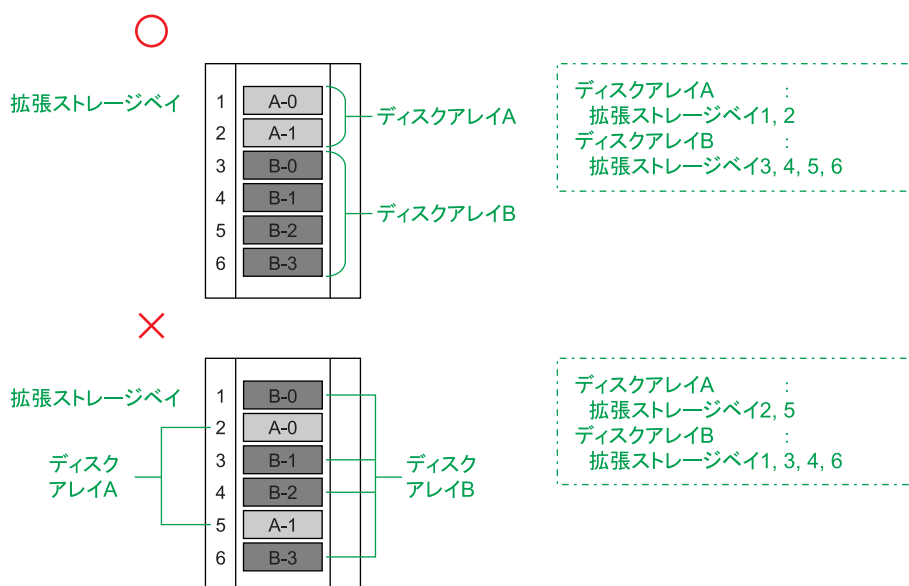 拡張ストレージベイ
1 A-0
2 A-1
3 B-0
4 B-1
5 B-2
6 B-3
ディスクアレイA
ディスクアレイB
ディスクアレイA :
拡張ストレージベイ1, 2
ディスクアレイB :
拡張ストレージベイ3, 4, 5, 6
拡張ストレージベイ
ディスク
アレイA
1 B-0
2 A-0
3 B-1
4 B-2
5 A-1
6 B-3
ディスク
アレイB
ディスクアレイA :
拡張ストレージベイ2, 5
ディスクアレイB :
拡張ストレージベイ1, 3, 4, 6